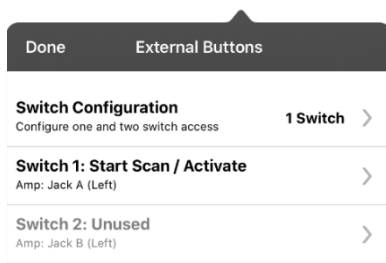 Done External Buttons
Switch Configuration
Configure one and two switch access
1 Switch
Switch 1: Start Scan / Activate
Amp: Jack A (Left)
Switch 2: Unused
Amp: Jack B (Left)